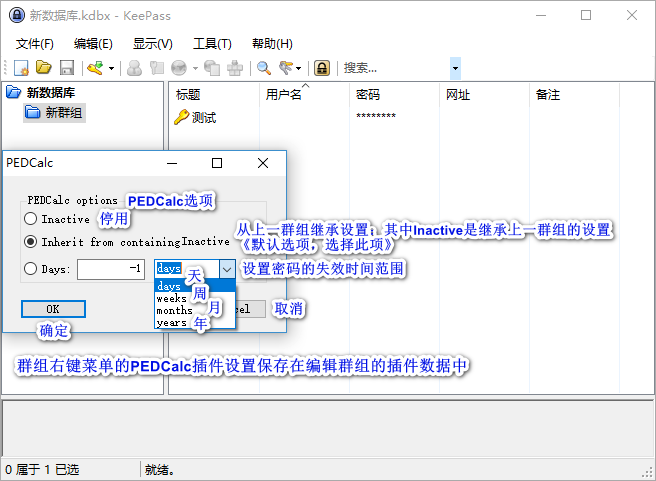 新数据库.kdbx - KeePass
文件(F) 编辑(E) 显示(V) 工具(T) 帮助(H)
搜索...
新数据库
新群组
标题 用户名 密码 网址 备注
测试 ********
PEDCalc
PEDCalc options PEDCalc选项
Inactive 停用
Inherit from containing Inactive
从上一群组继承设置；其中Inactive是继承上一群组的设置
《默认选项，选择此项》
Days: -1 days 设置密码的失效时间范围
days 天
weeks 周
months 月
years 年
OK cel 取消
确定
群组右键菜单的PEDCalc插件设置保存在编辑群组的插件数据中
0 属于 1 已选 就绪。